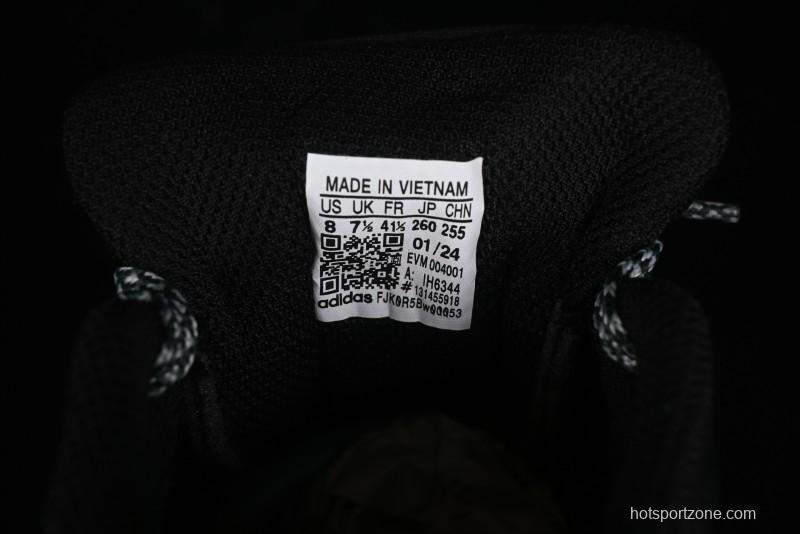 MADE IN VIETNAM
US UK FR JP CHN
8 7½ 41½ 260 255
01/24
EVM 004001
A: IH6344
# 131455918
adidas FJK0R5Bw00053
hotsportzone.com